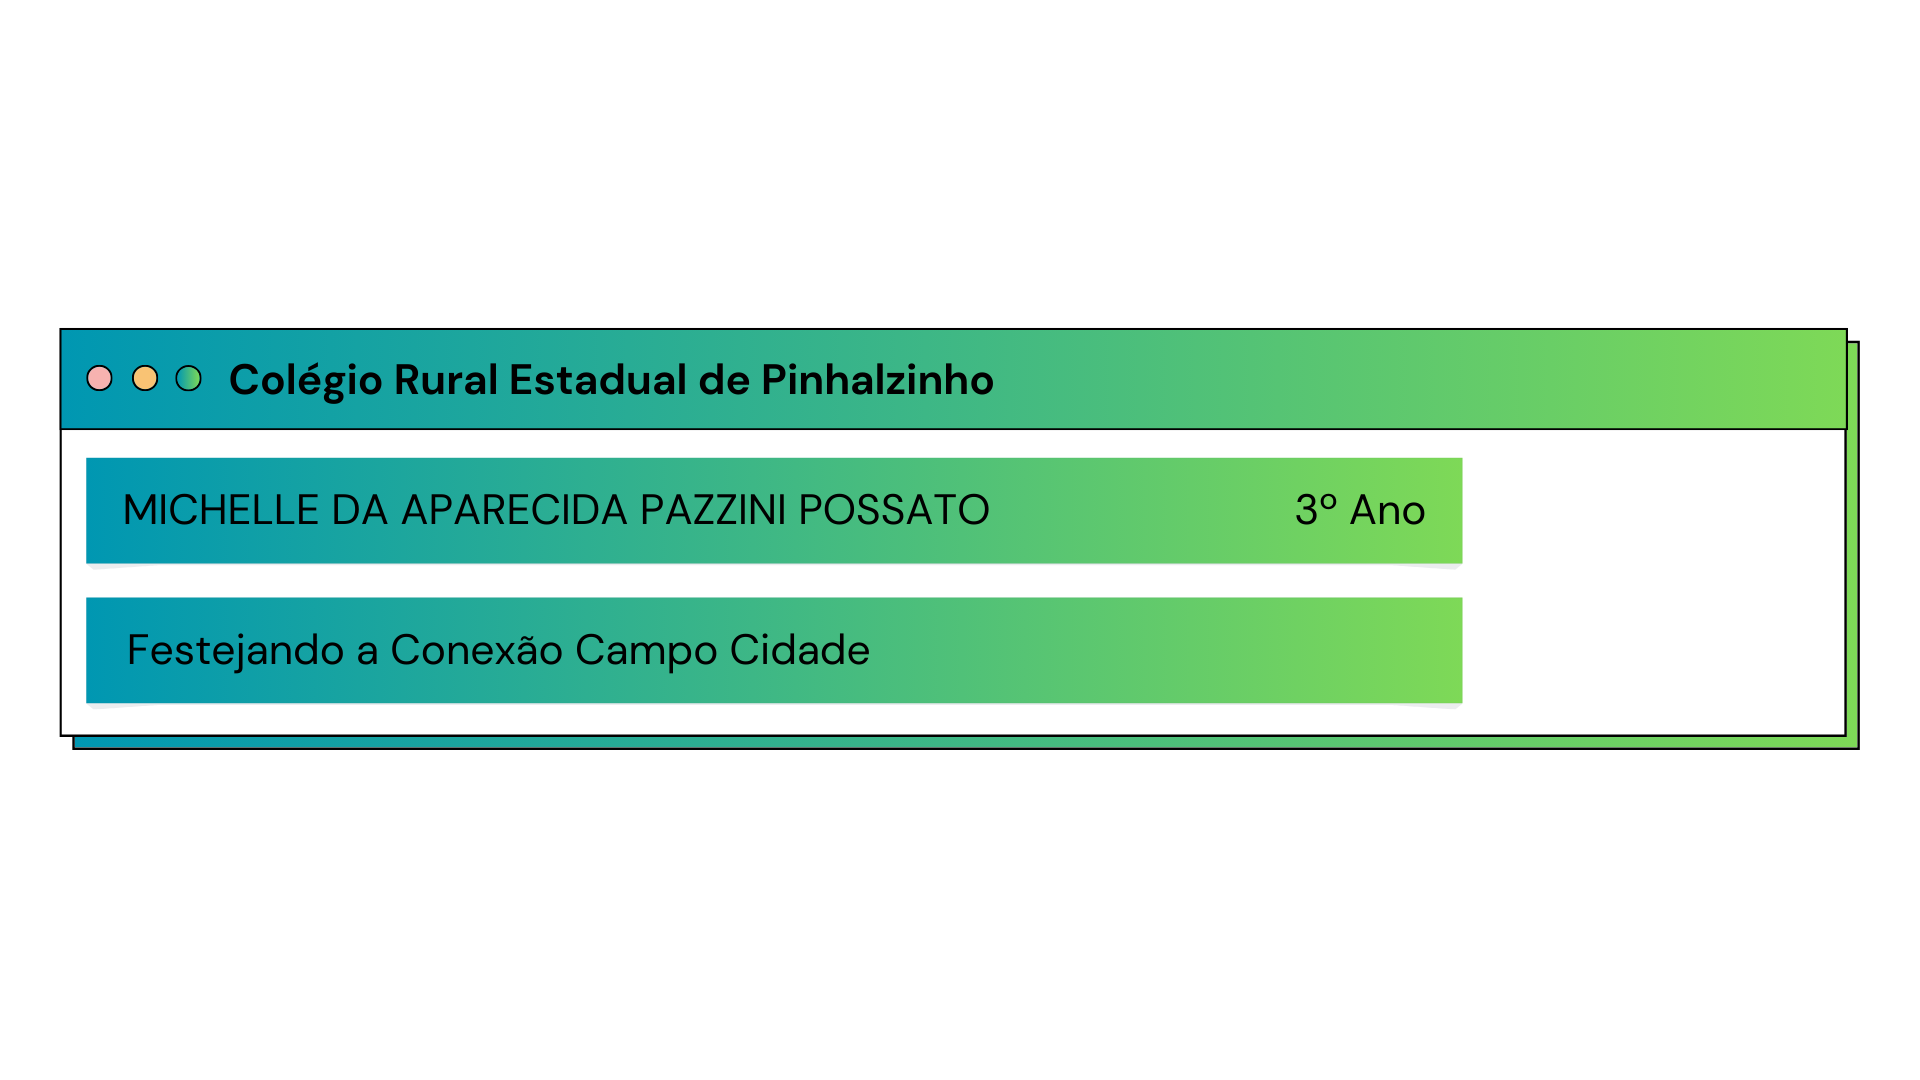 Colégio Rural Estadual de Pinhalzinho
MICHELLE DA APARECIDA PAZZINI POSSATO 3º Ano
Festejando a Conexão Campo Cidade